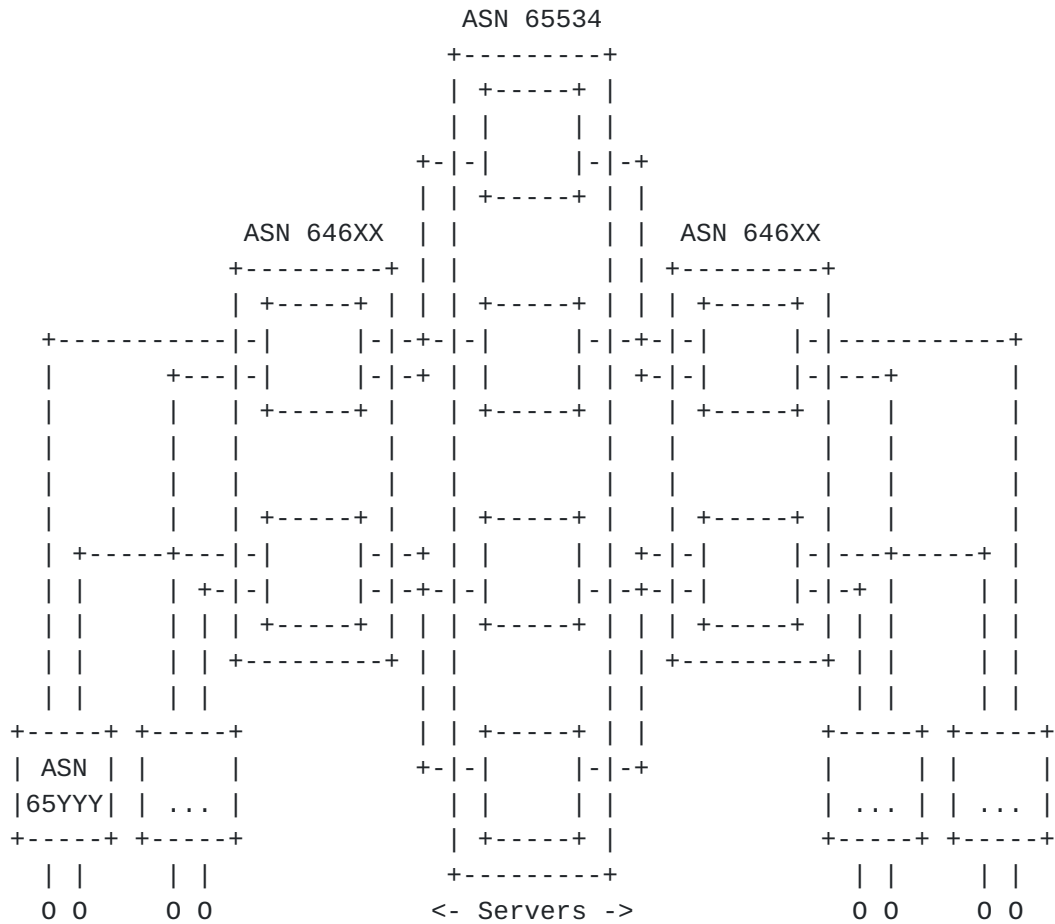 ASN 65534
ASN 646XX ASN 646XX
ASN
65YYY ... ... ...
O O O O <- Servers -> O O O O